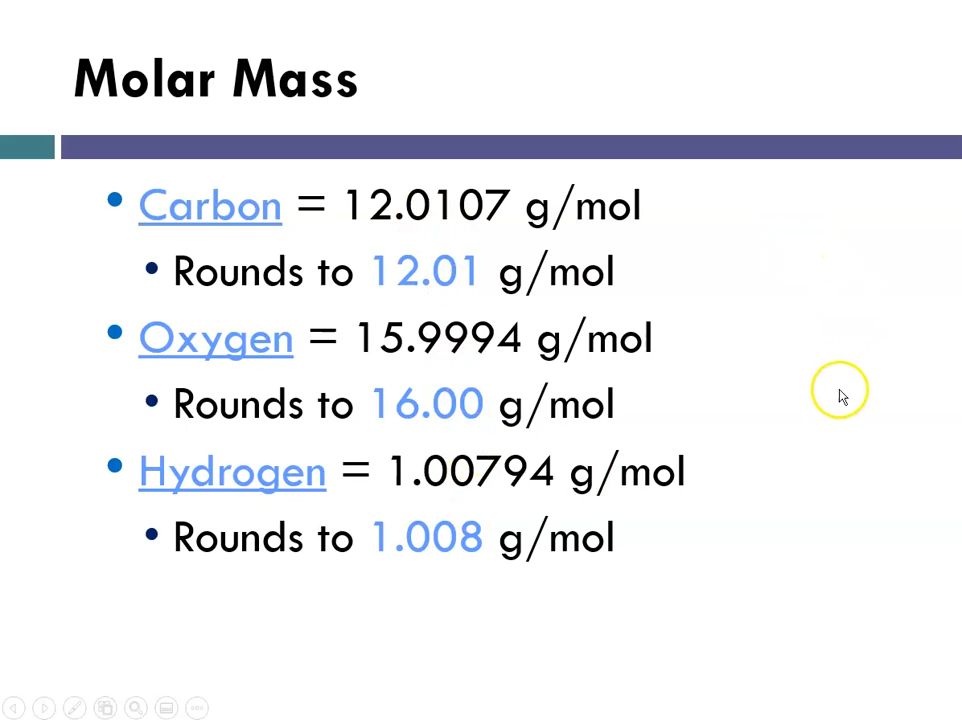 Molar Mass
• Carbon = 12.0107 g/mol
• Rounds to 12.01 g/mol
• Oxygen = 15.9994 g/mol
• Rounds to 16.00 g/mol
• Hydrogen = 1.00794 g/mol
• Rounds to 1.008 g/mol